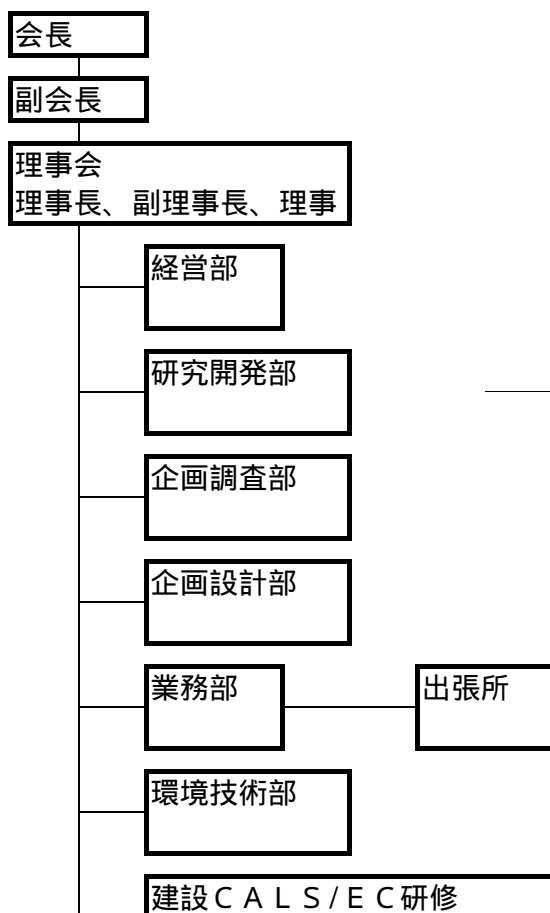 会長
副会長
理事会
理事長、副理事長、理事
経営部
研究開発部
企画調査部
企画設計部
業務部
出張所
環境技術部
建設ＣＡＬＳ/ＥＣ研修